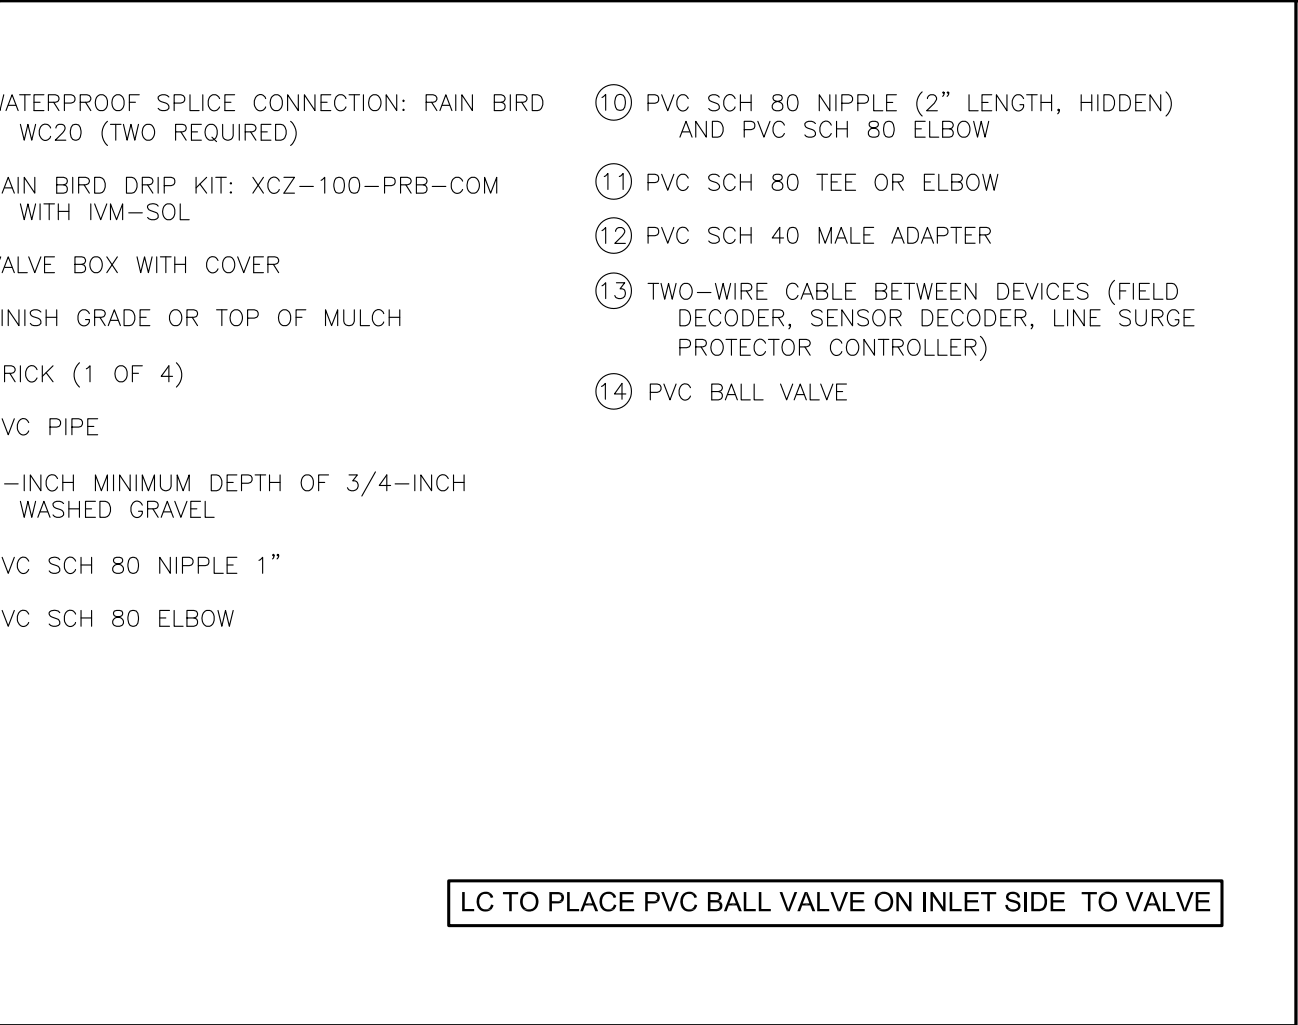 WATERPROOF SPLICE CONNECTION: RAIN BIRD
WC20 (TWO REQUIRED)
AIN BIRD DRIP KIT: XCZ-100-PRB-COM
WITH IVM-SOL
VALVE BOX WITH COVER
INISH GRADE OR TOP OF MULCH
RICK (1 OF 4)
VC PIPE
-INCH MINIMUM DEPTH OF 3/4-INCH
WASHED GRAVEL
VC SCH 80 NIPPLE 1"
VC SCH 80 ELBOW
10 PVC SCH 80 NIPPLE (2" LENGTH, HIDDEN)
AND PVC SCH 80 ELBOW
11 PVC SCH 80 TEE OR ELBOW
12 PVC SCH 40 MALE ADAPTER
13 TWO-WIRE CABLE BETWEEN DEVICES (FIELD
DECODER, SENSOR DECODER, LINE SURGE
PROTECTOR CONTROLLER)
14 PVC BALL VALVE
LC TO PLACE PVC BALL VALVE ON INLET SIDE  TO VALVE